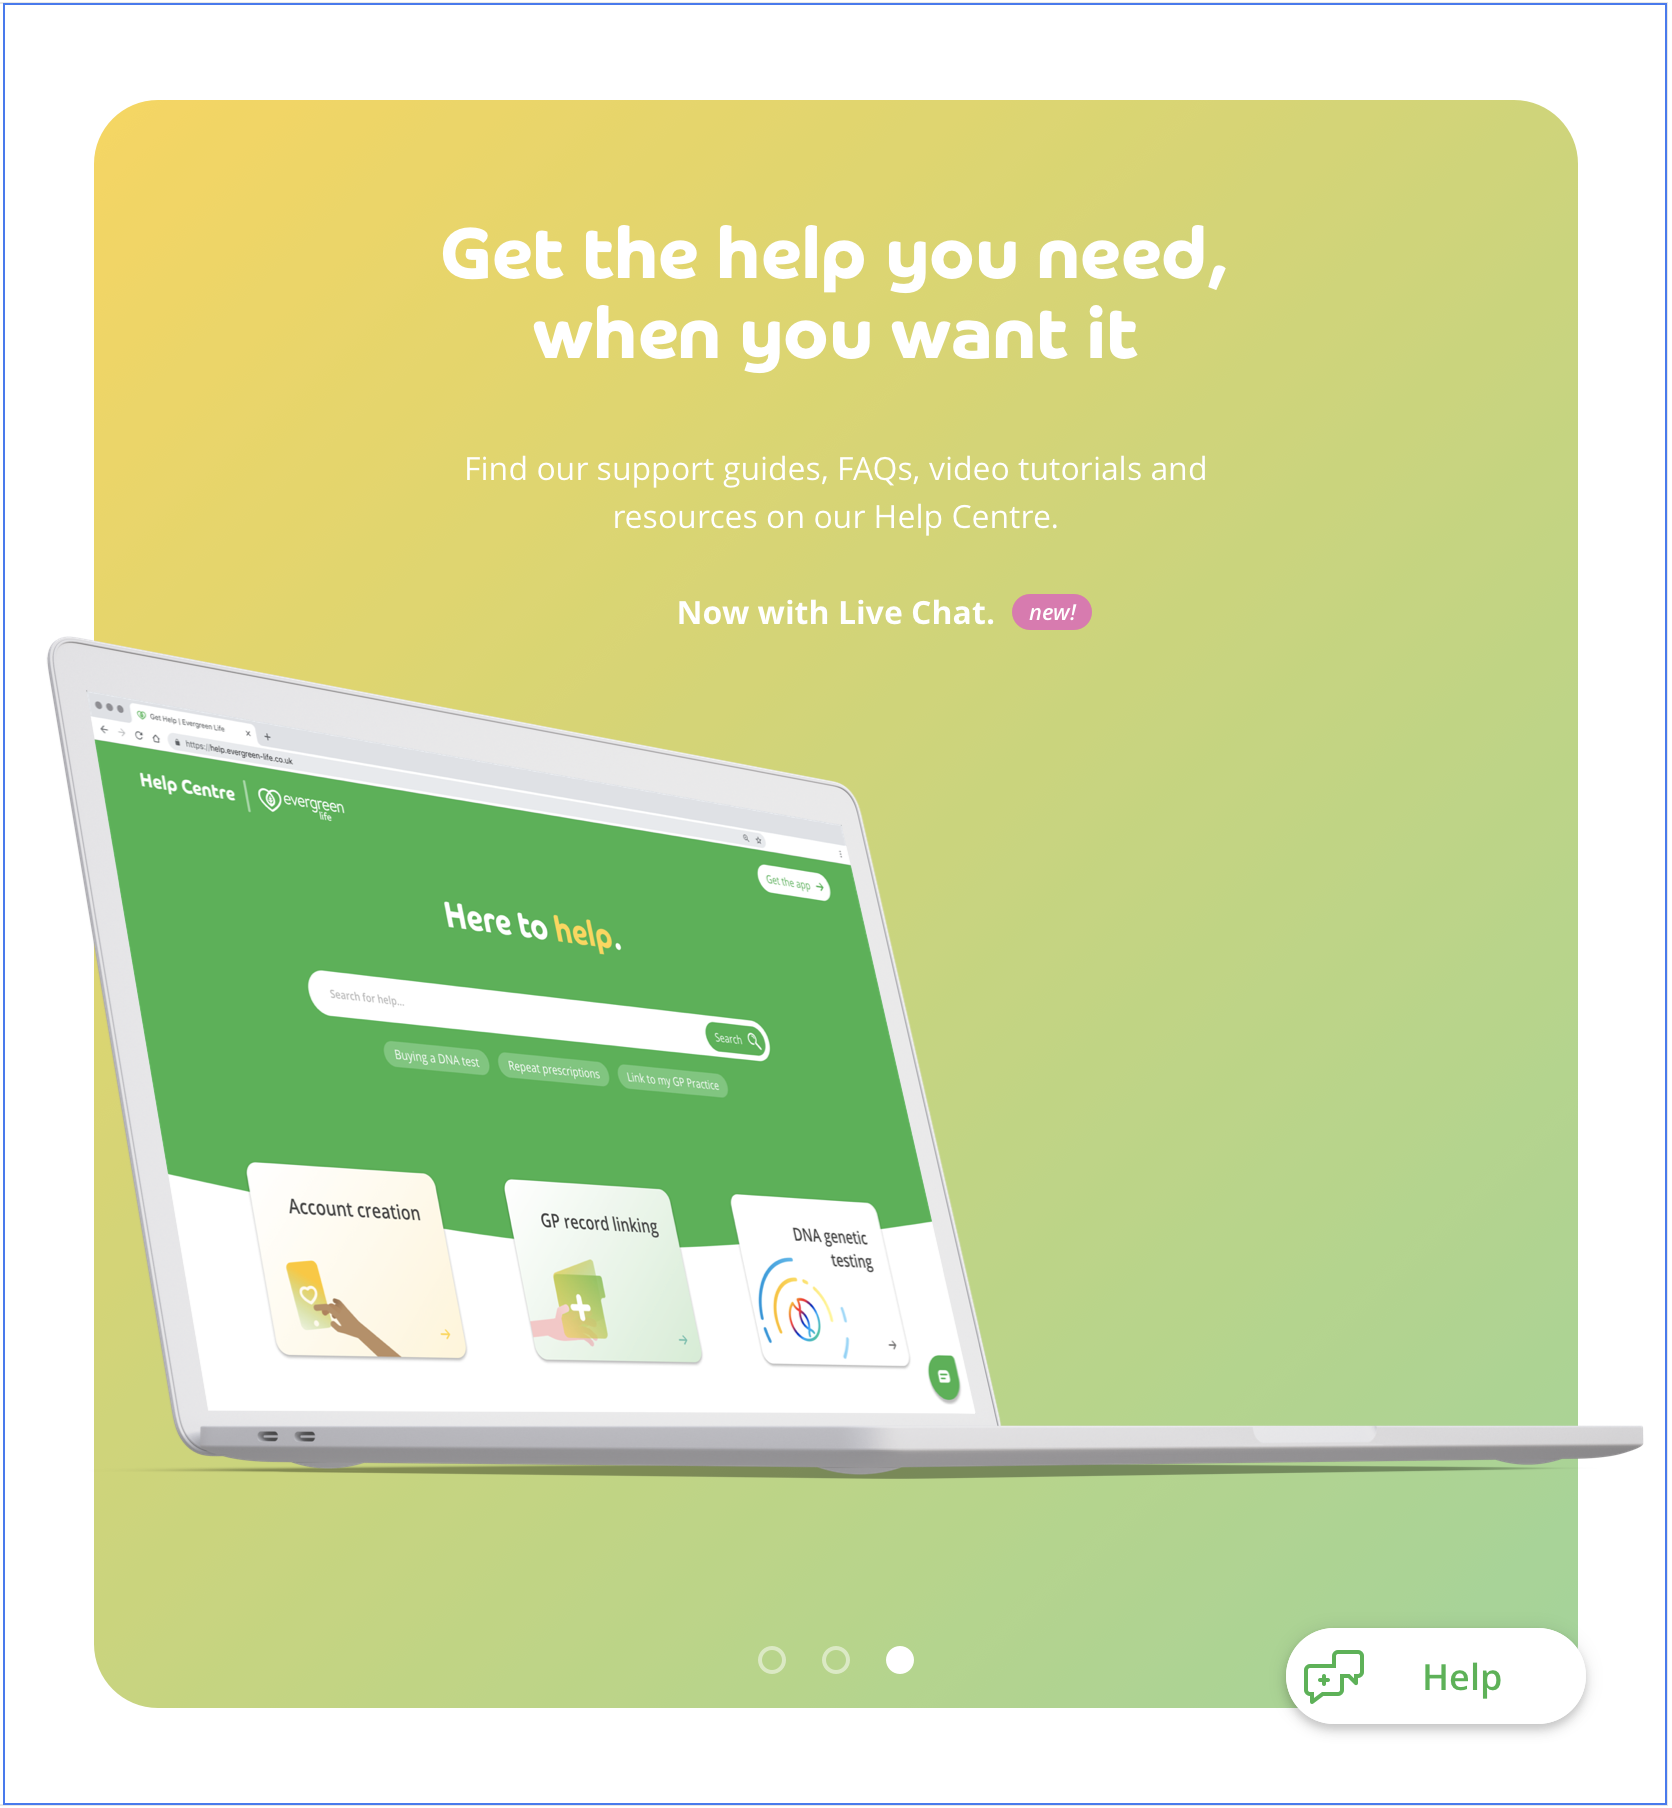 Get the help you need,
when you want it
Find our support guides, FAQs, video tutorials and
resources on our Help Centre.
Now with Live Chat. new!
Get Help | Evergreen Life
https://help.evergreen-life.co.uk
Help Centre
evergreen
life
Get the app
Here to help.
Search for help...
Search
Buying a DNA test
Repeat prescriptions
Link to my GP Practice
Account creation
GP record linking
DNA genetic
testing
Help